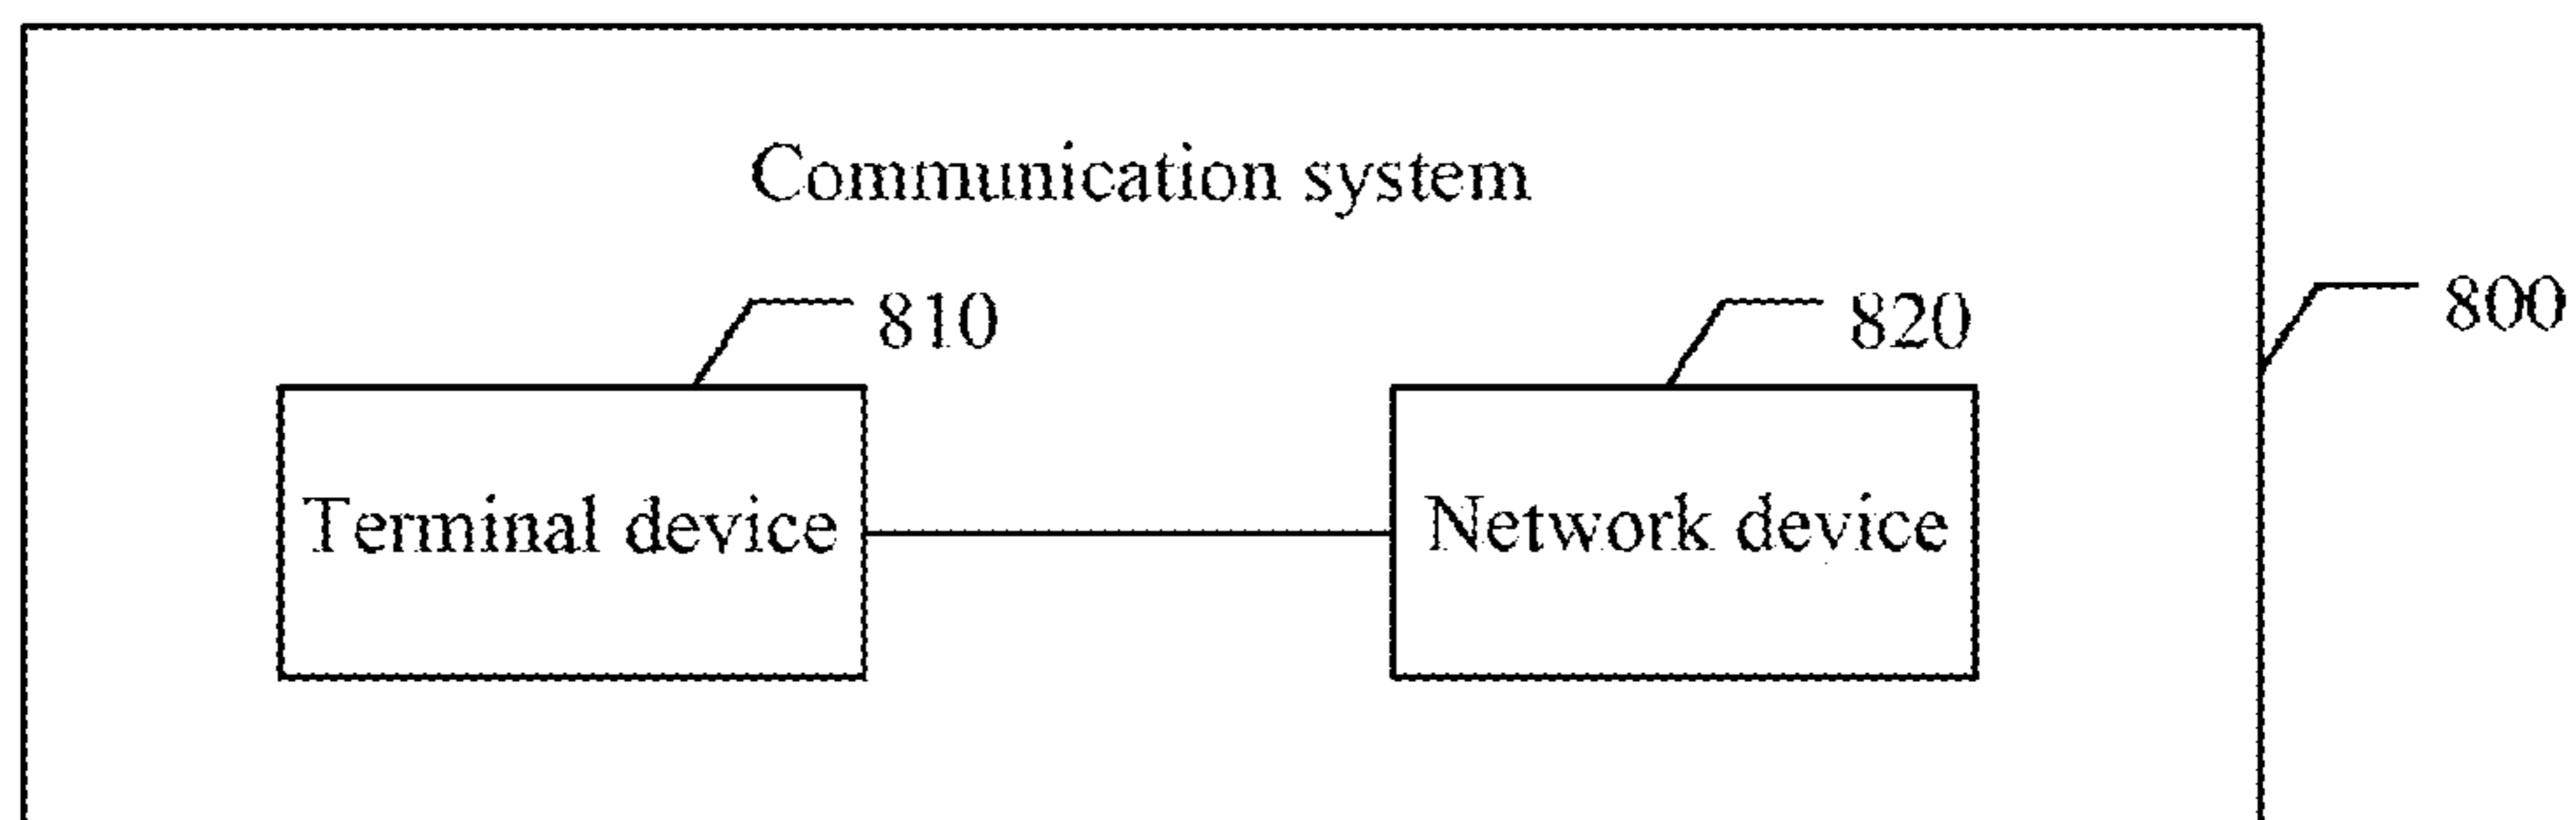 Communication system
810
820
800
Terminal device
Network device